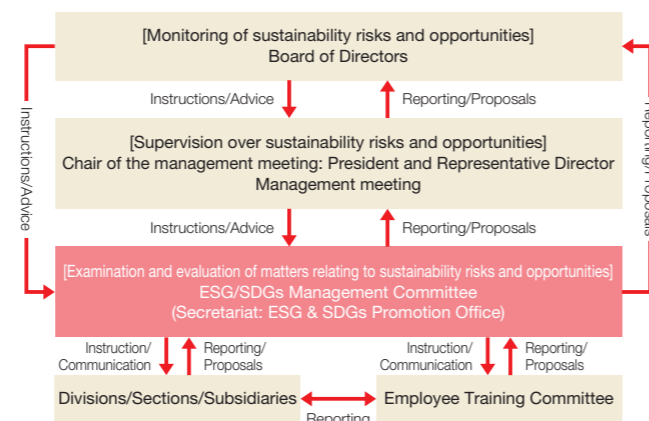 [Monitoring of sustainability risks and opportunities]
Board of Directors
Instructions/Advice
Reporting/Proposals
Instructions/Advice
Reporting/Proposals
[Supervision over sustainability risks and opportunities]
Chair of the management meeting: President and Representative Director
Management meeting
Instructions/Advice
Reporting/Proposals
[Examination and evaluation of matters relating to sustainability risks and opportunities]
ESG/SDGs Management Committee
(Secretariat: ESG & SDGs Promotion Office)
Instruction/
Communication
Reporting/
Proposals
Instruction/
Communication
Reporting/
Proposals
Divisions/Sections/Subsidiaries
Reporting
Employee Training Committee